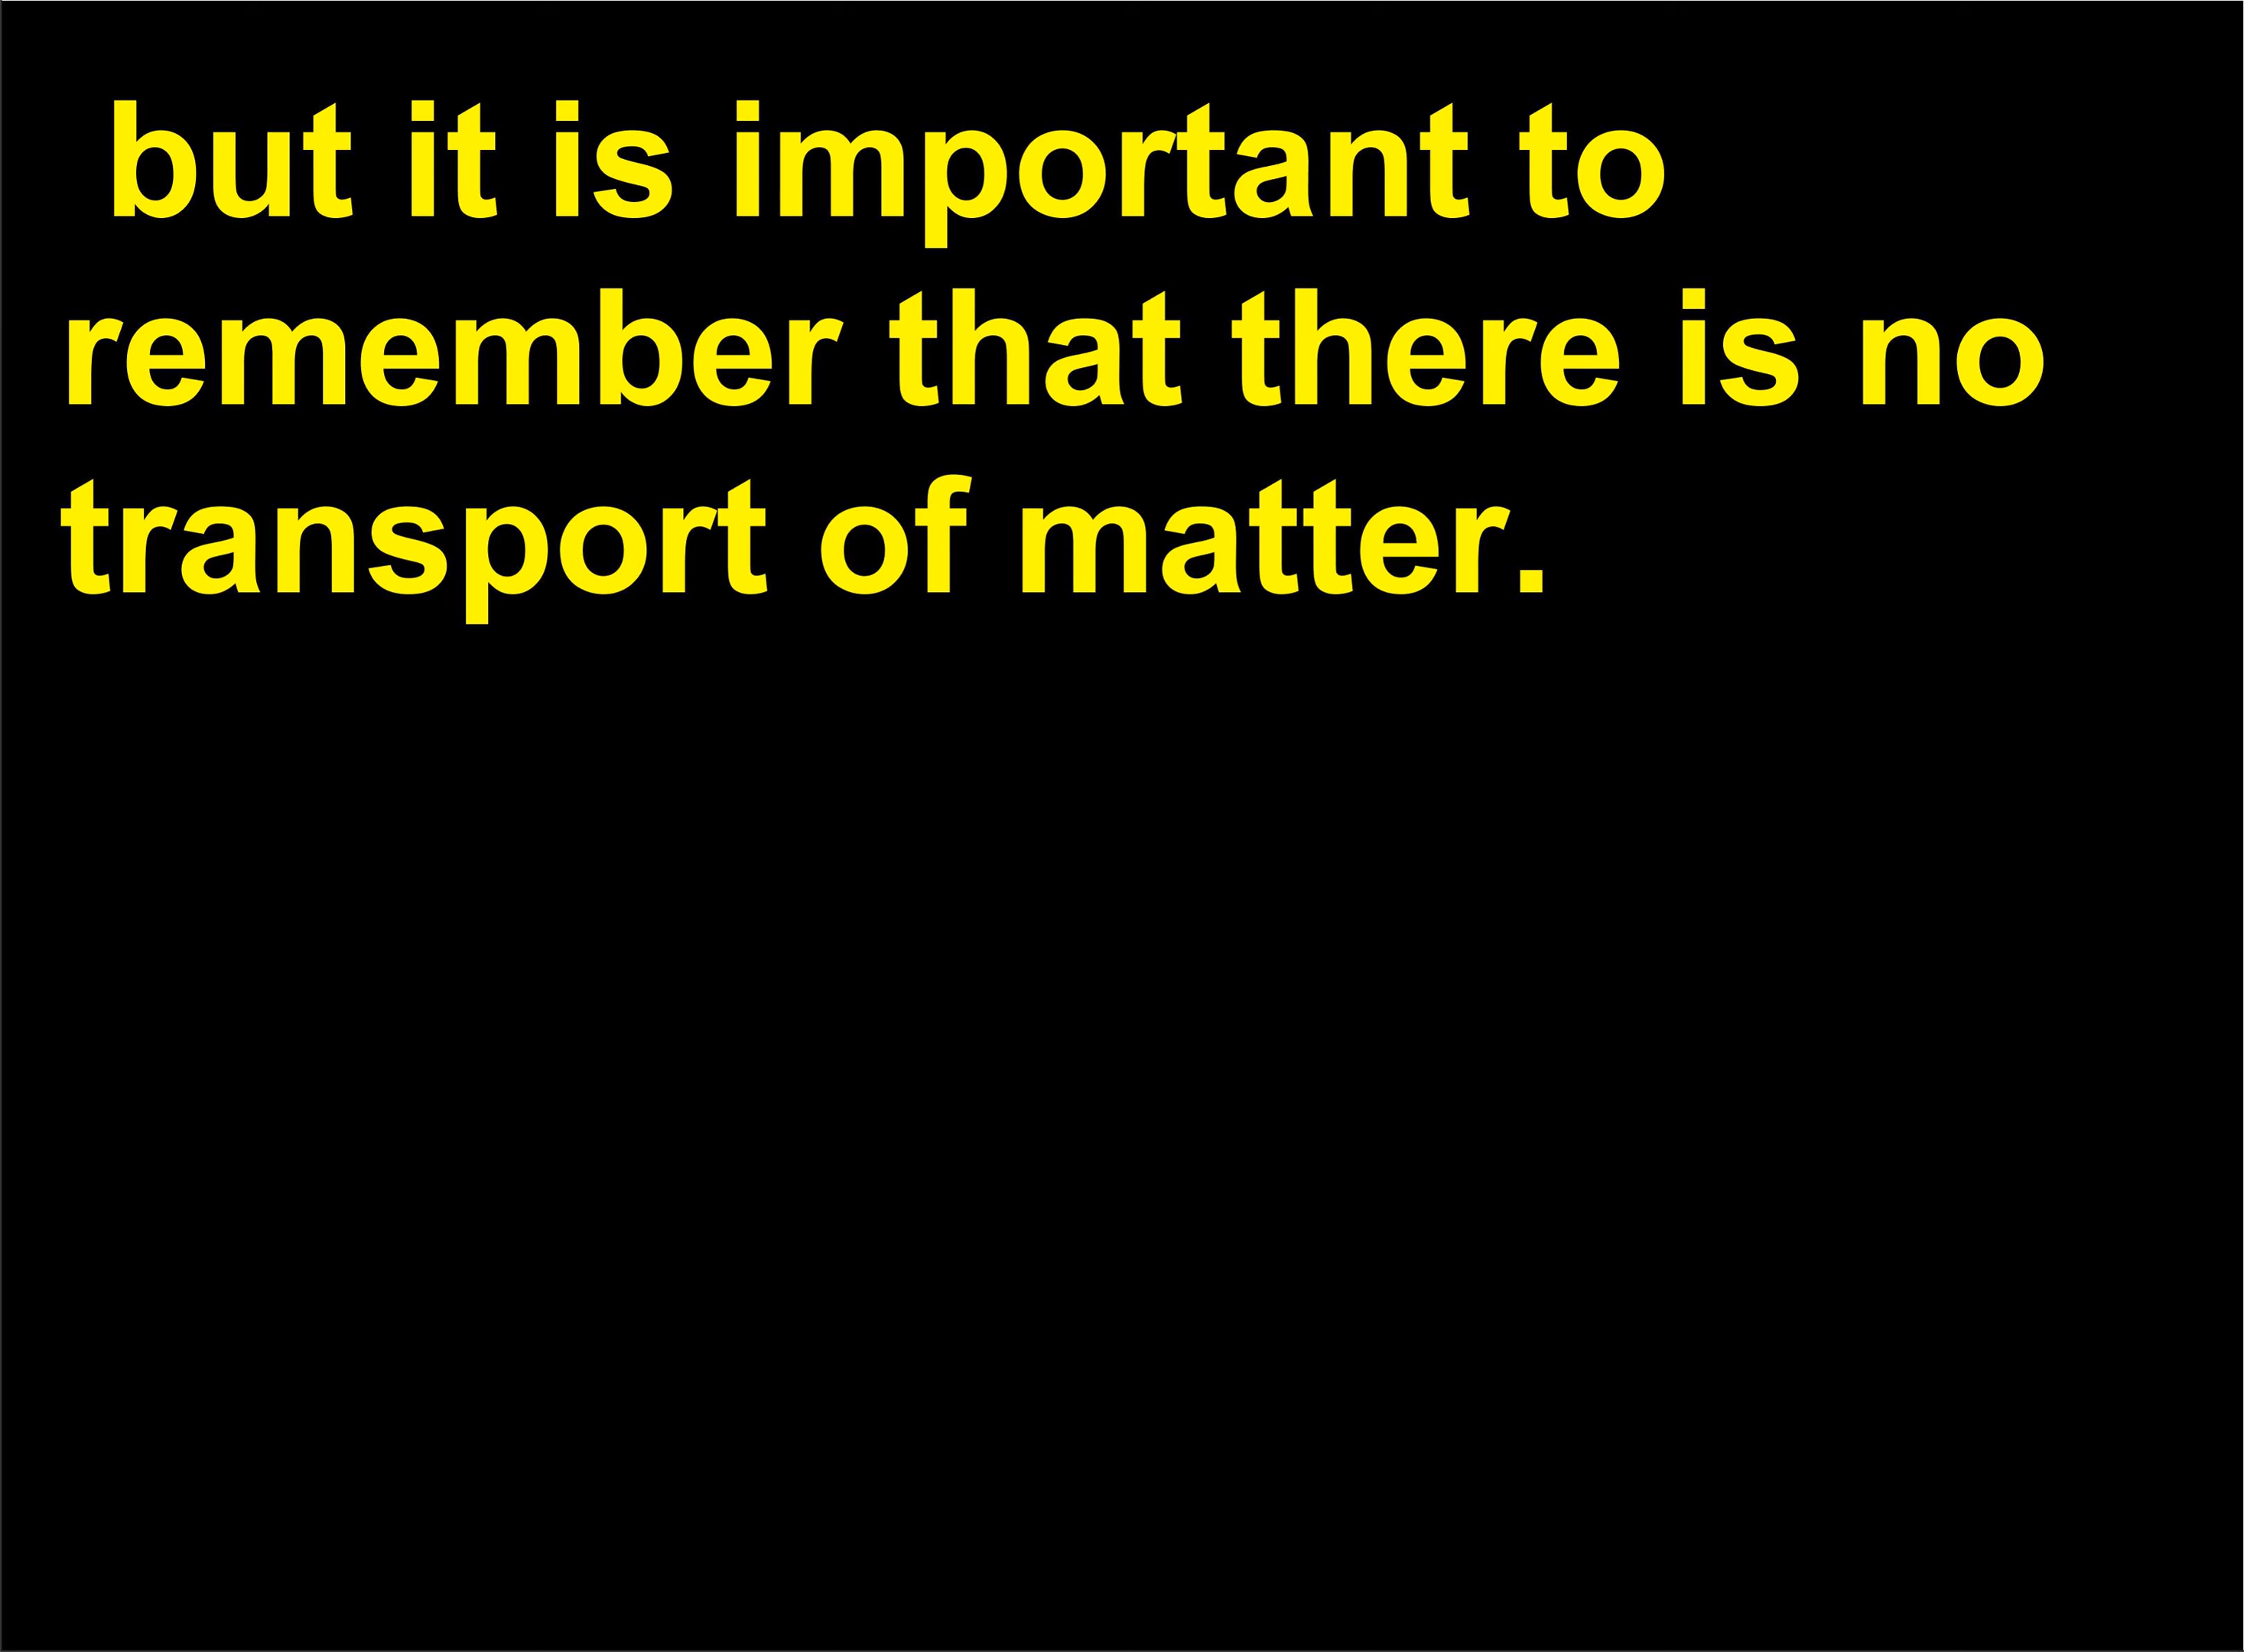 but it is important to
remember that there is no
transport of matter.